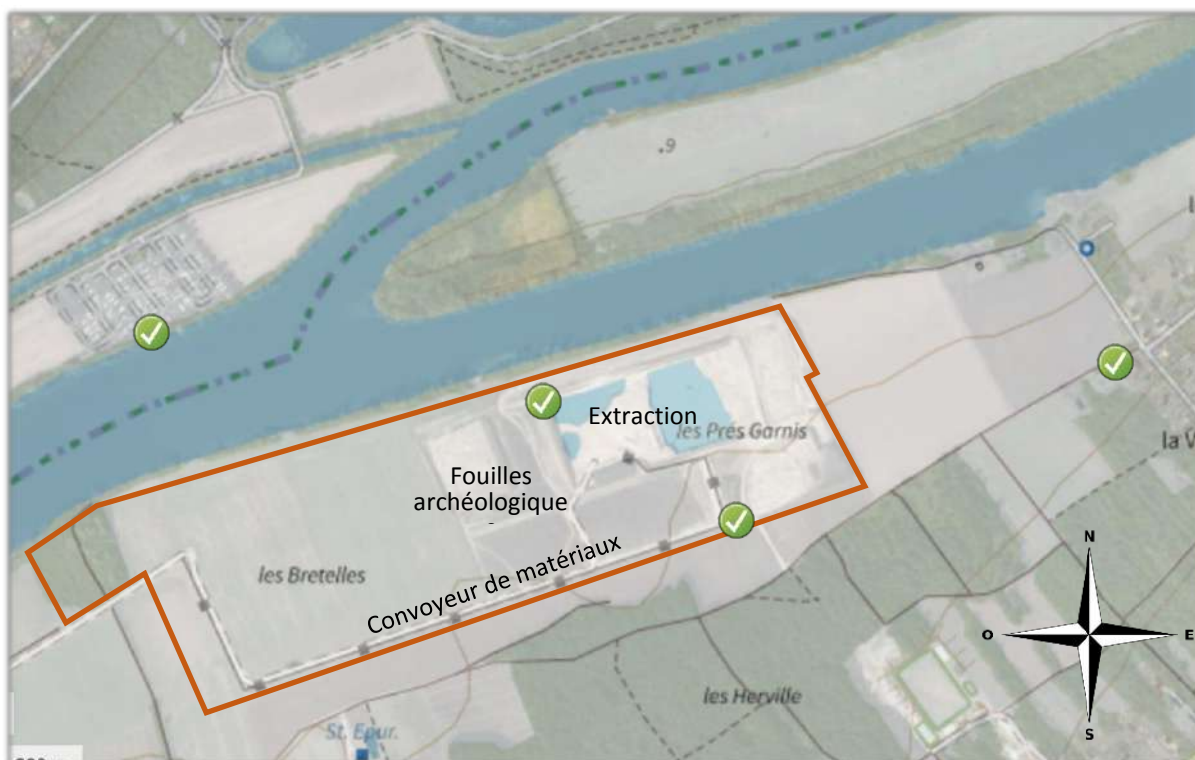 .9
Extraction
les Prés Garnis
Fouilles
archéologique
les Bretelles
Convoyeur de matériaux
la V
les Herville
St. Epur.
N
O
E
S